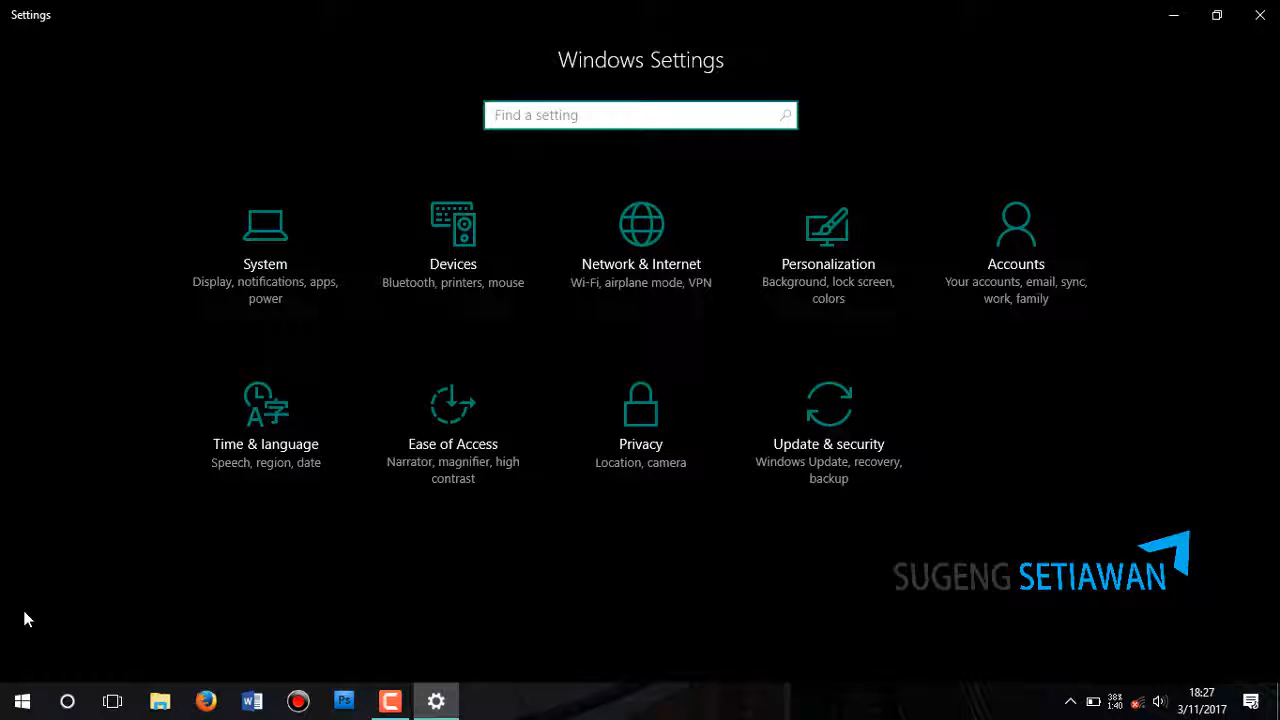 Settings
Windows Settings
Find a setting
System
Display, notifications, apps,
power
Devices
Bluetooth, printers, mouse
Network & Internet
Wi-Fi, airplane mode, VPN
Personalization
Background, lock screen,
colors
Accounts
Your accounts, email, sync,
work, family
Time & language
Speech, region, date
Ease of Access
Narrator, magnifier, high
contrast
Privacy
Location, camera
Update & security
Windows Update, recovery,
backup
SUGENG SETIAWAN
38%
1:40
18:27
3/11/2017